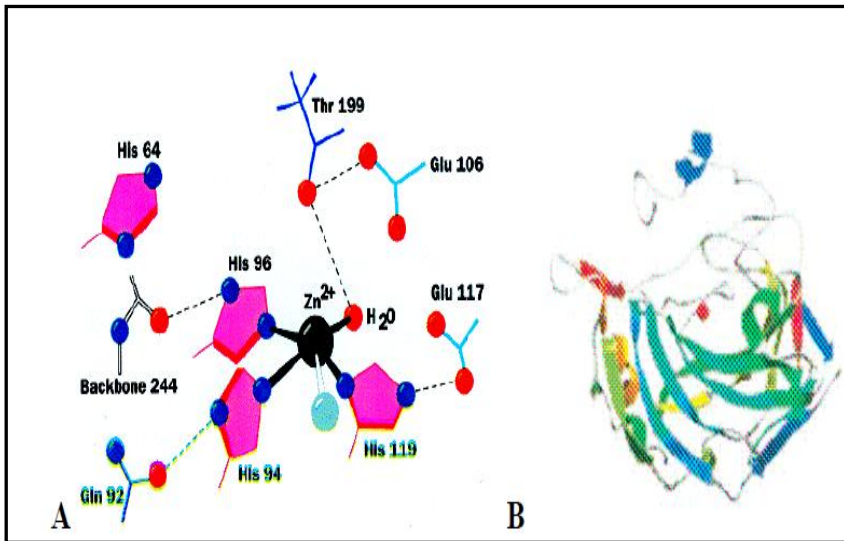 Thr 199
His 64
Glu 106
His 96
Zn2+
H2O
Glu 117
Backbone 244
His 94
His 119
Gln 92
A
B